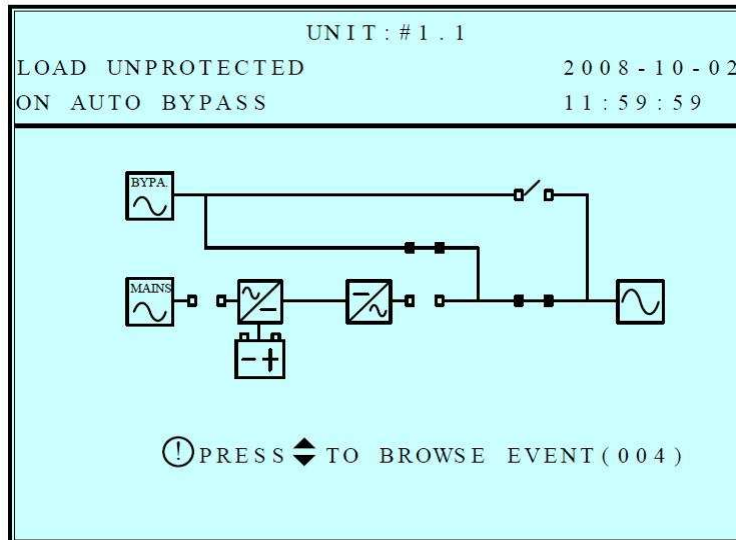 UNIT:#1.1
LOAD UNPROTECTED 2008-10-02
ON AUTO BYPASS 11:59:59
BYPA.
MAINS
PRESS TO BROWSE EVENT(004)